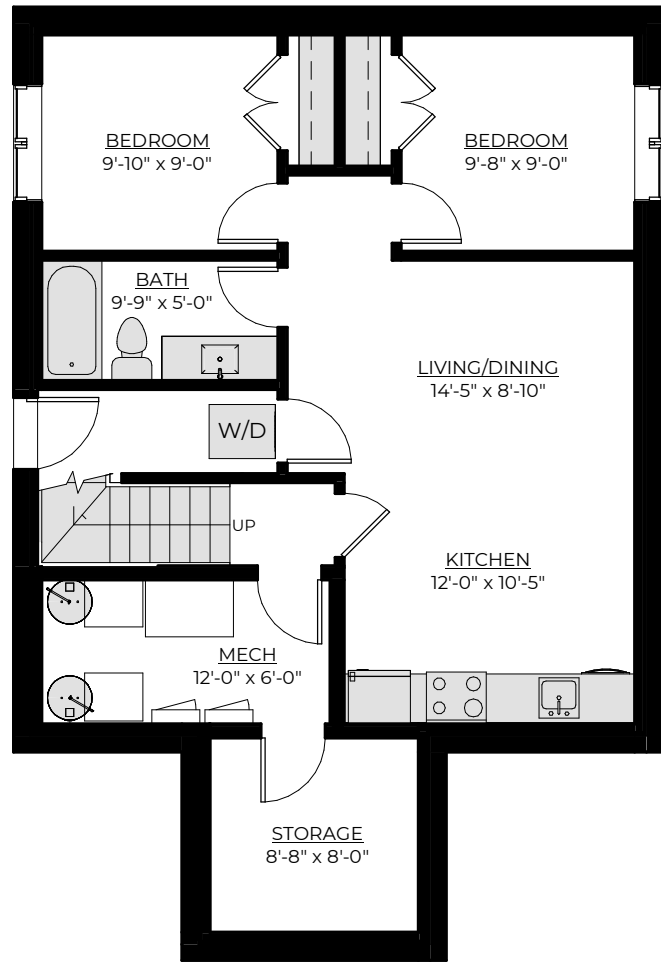 BEDROOM
9'-10" x 9'-0"
BEDROOM
9'-8" x 9'-0"
BATH
9'-9" x 5'-0"
LIVING/DINING
14'-5" x 8'-10"
W/D
UP
KITCHEN
12'-0" x 10'-5"
MECH
12'-0" x 6'-0"
STORAGE
8'-8" x 8'-0"